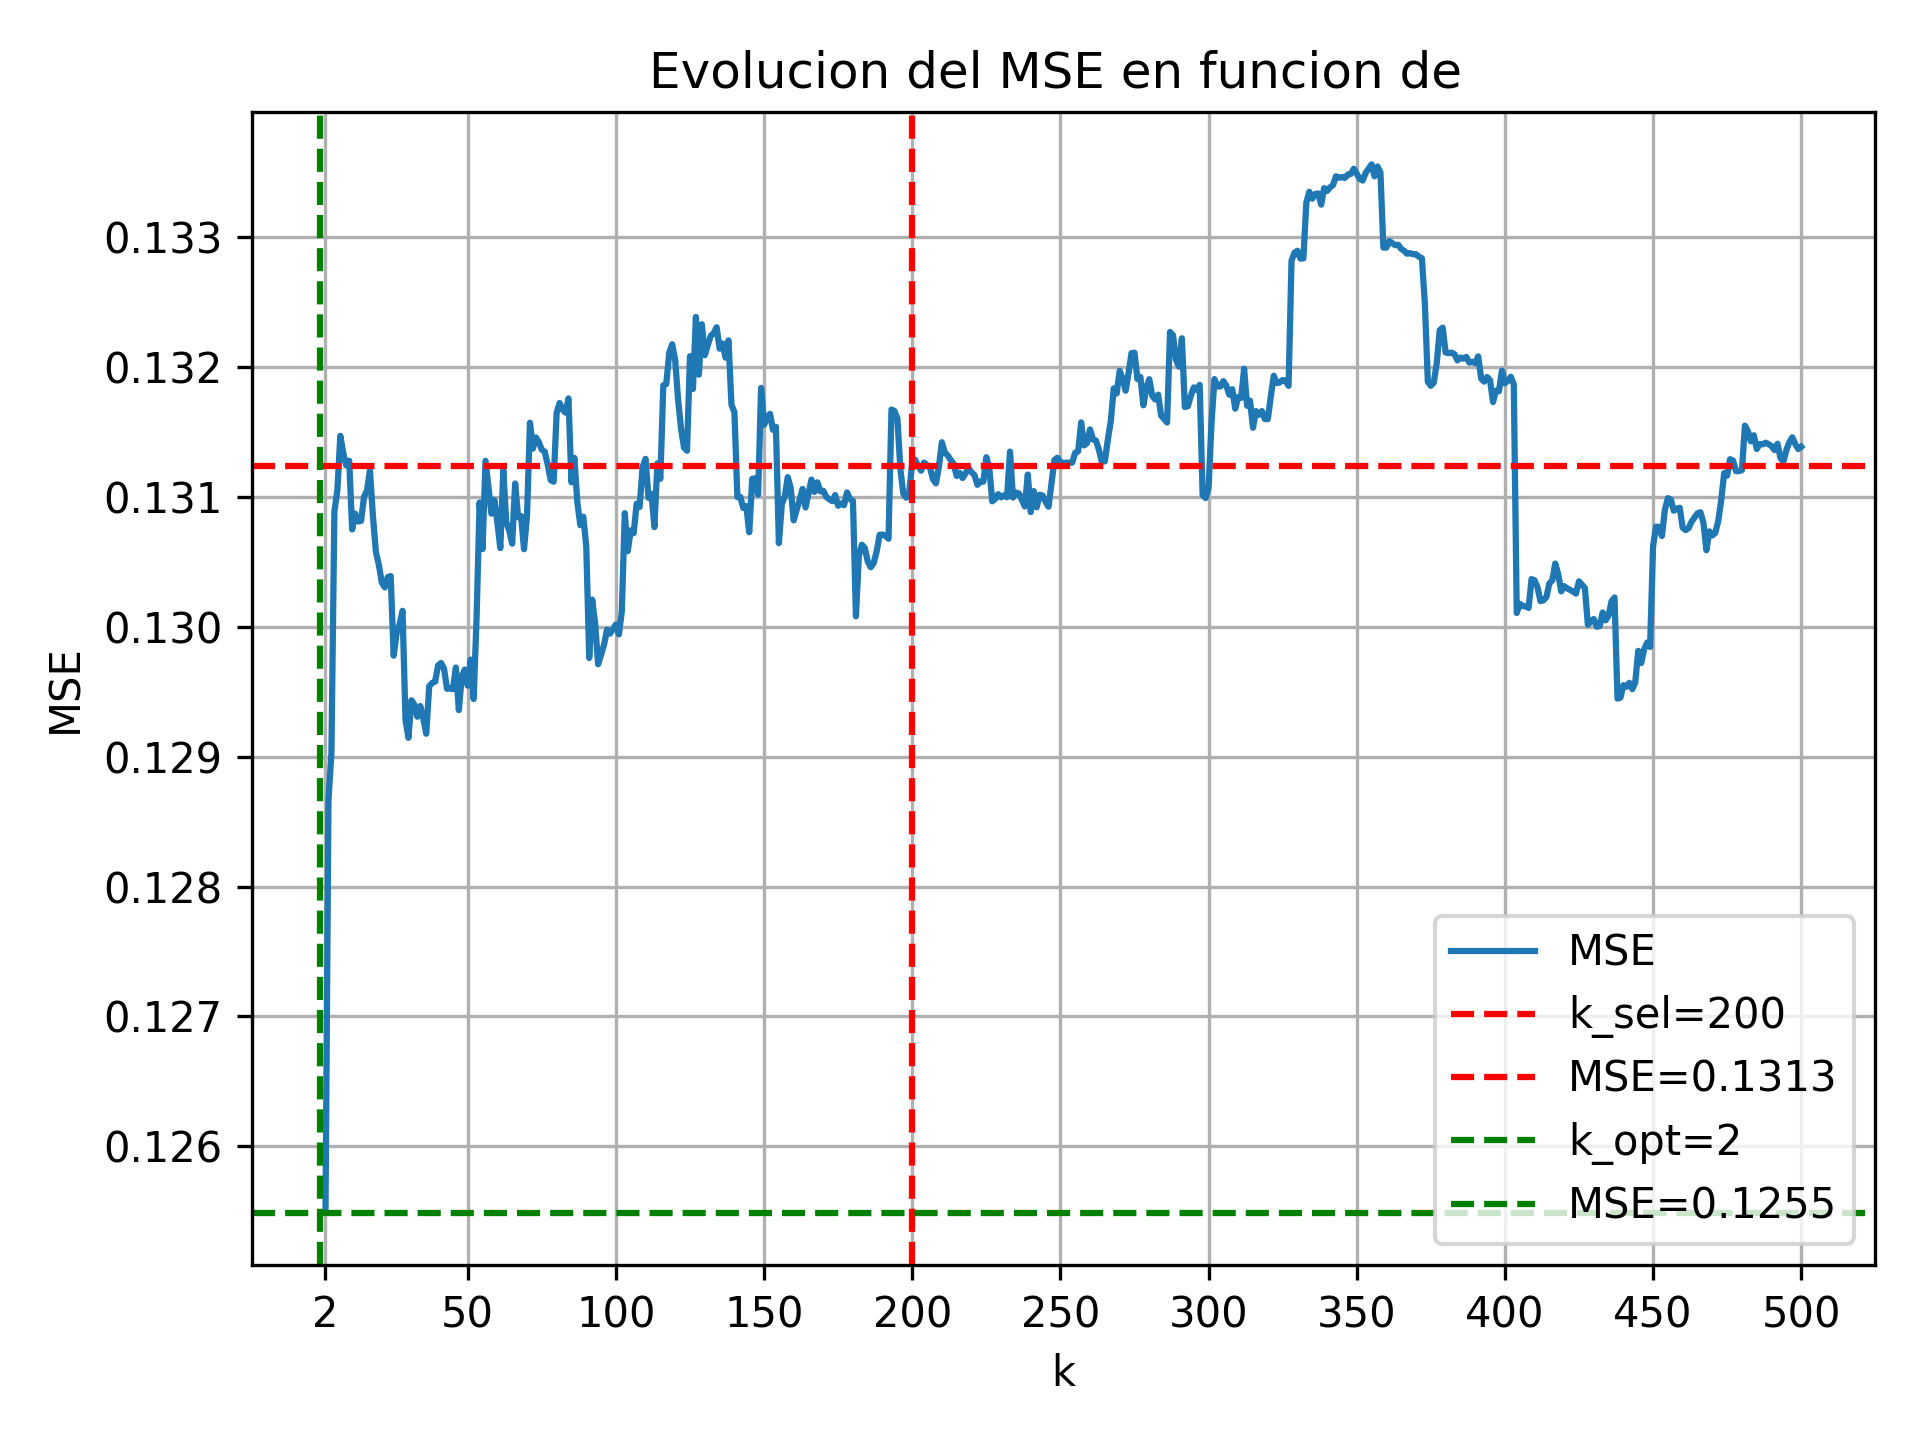 Evolucion del MSE en funcion de
MSE
0.133
0.132
0.131
0.130
0.129
0.128
0.127
0.126
MSE
k_sel=200
MSE=0.1313
k_opt=2
MSE=0.1255
2 50 100 150 200 250 300 350 400 450 500
k